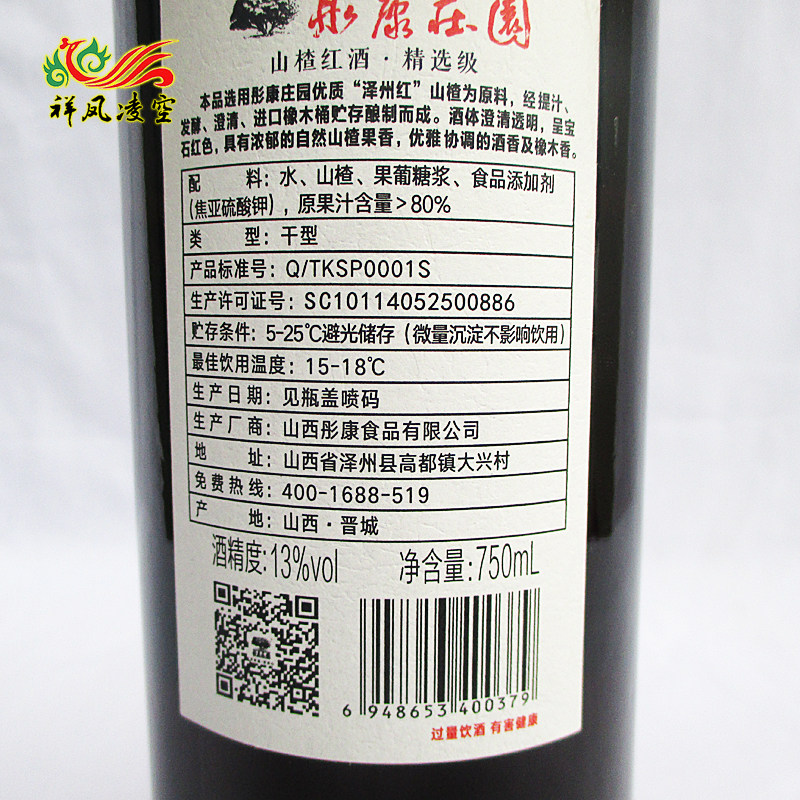 彤康庄园
祥凤凌空
山楂红酒·精选级
本品选用彤康庄园优质“泽州红”山楂为原料，经提汁、
发酵、澄清、进口橡木桶贮存酿制而成。酒体澄清透明，呈宝
石红色，具有浓郁的自然山楂果香，优雅协调的酒香及橡木香。
配 料：水、山楂、果葡糖浆、食品添加剂
（焦亚硫酸钾），原果汁含量>80%
类 型：干型
产品标准号：Q/TKSP0001S
生产许可证号：SC10114052500886
贮存条件：5-25℃避光储存（微量沉淀不影响饮用）
最佳饮用温度：15-18℃
生产日期：见瓶盖喷码
生产厂商：山西彤康食品有限公司
地 址：山西省泽州县高都镇大兴村
免费热线：400-1688-519
产 地：山西·晋城
酒精度:13%vol 净含量:750mL
6 948653 400379
过量饮酒 有害健康